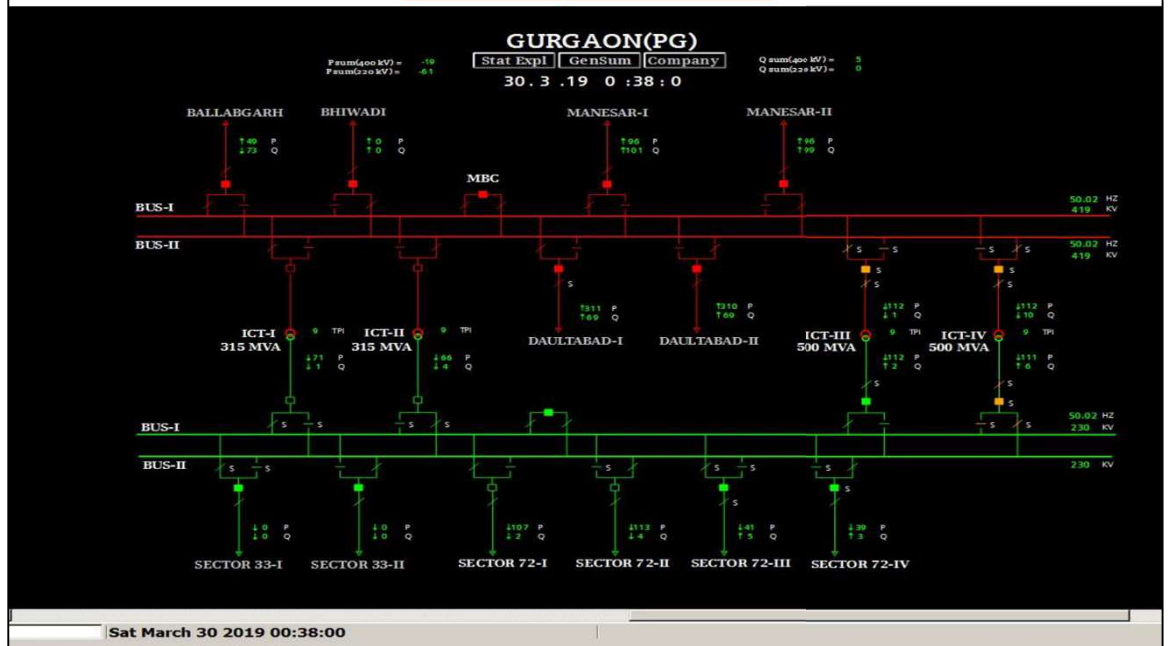 GURGAON(PG)
Psum(400 kV) = -19
Psum(220 kV) = -61
Stat Expl GenSum Company
Q sum(400 kV) = 5
Q sum(220 kV) = 0
30. 3 .19 0 :38 : 0
BALLABGARH BHIWADI MANESAR-I MANESAR-II
↑49 P ↑0 P ↑96 P ↑96 P
↓73 Q ↑0 Q ↑101 Q ↑99 Q
MBC
BUS-I 50.02 HZ
419 KV
BUS-II 50.02 HZ
419 KV
S S S S
S S
S S S
↑311 P ↑310 P ↓112 P ↓112 P
↑69 Q ↑69 Q ↓1 Q ↓10 Q
ICT-I 9 TPI ICT-II 9 TPI DAULTABAD-I DAULTABAD-II ICT-III 9 TPI ICT-IV 9 TPI
315 MVA 315 MVA 500 MVA 500 MVA
↓71 P ↓66 P ↓112 P ↓111 P
↓1 Q ↓4 Q ↑2 Q ↑6 Q
S S
S
S S S S S S
BUS-I 50.02 HZ
230 KV
BUS-II 230 KV
S S S S S
S
S
↓0 P ↓0 P ↓107 P ↓113 P ↓41 P ↓39 P
↓0 Q ↓0 Q ↓2 Q ↓4 Q ↑5 Q ↑3 Q
SECTOR 33-I SECTOR 33-II SECTOR 72-I SECTOR 72-II SECTOR 72-III SECTOR 72-IV
Sat March 30 2019 00:38:00